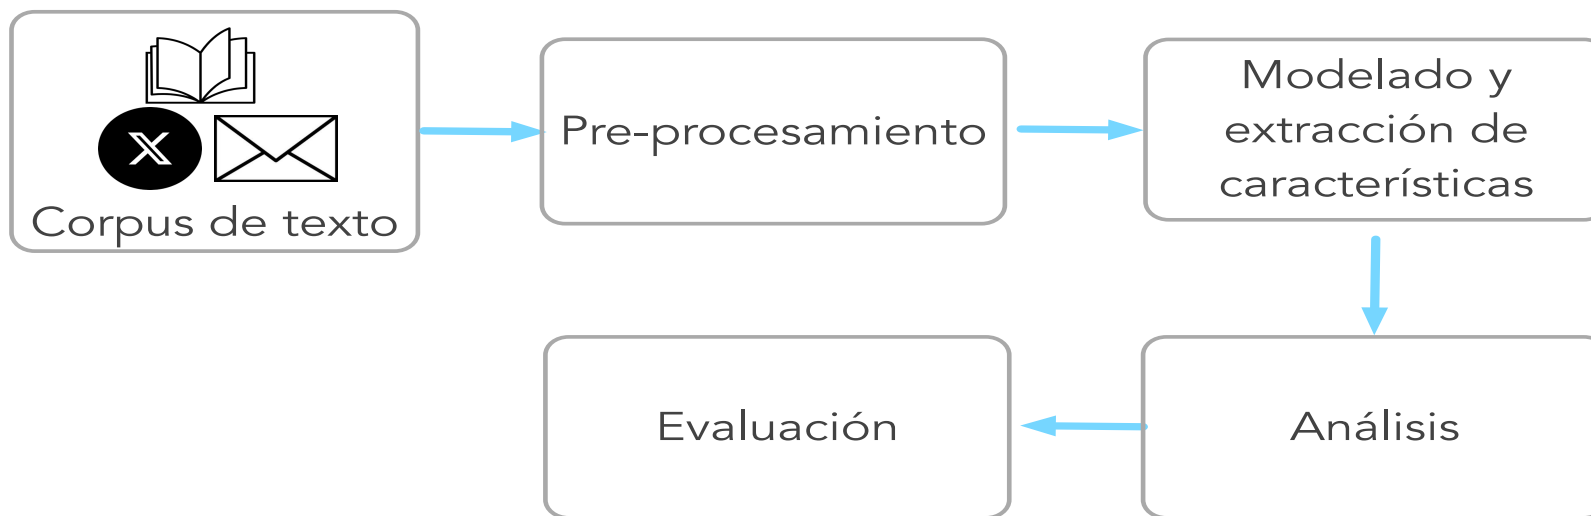 Corpus de texto
Pre-procesamiento
Modelado y
extracción de
características
Análisis
Evaluación